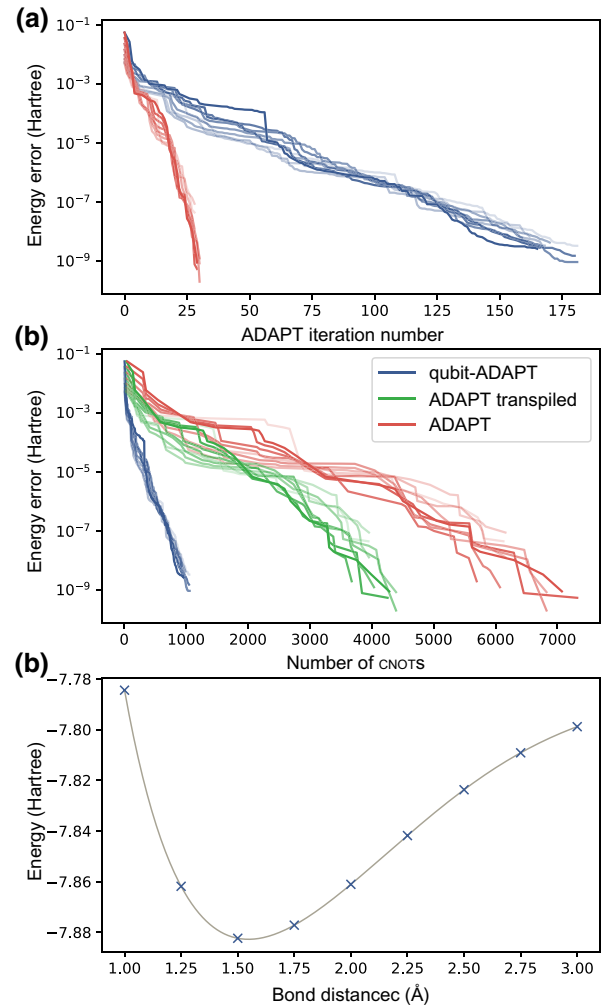 (a)
10⁻¹
10⁻³
10⁻⁵
10⁻⁷
10⁻⁹
Energy error (Hartree)
0 25 50 75 100 125 150 175
ADAPT iteration number
(b)
10⁻¹
10⁻³
10⁻⁵
10⁻⁷
10⁻⁹
Energy error (Hartree)
qubit-ADAPT
ADAPT transpiled
ADAPT
0 1000 2000 3000 4000 5000 6000 7000
Number of CNOTs
(b)
−7.78
−7.80
−7.82
−7.84
−7.86
−7.88
Energy (Hartree)
1.00 1.25 1.50 1.75 2.00 2.25 2.50 2.75 3.00
Bond distancec (Å)